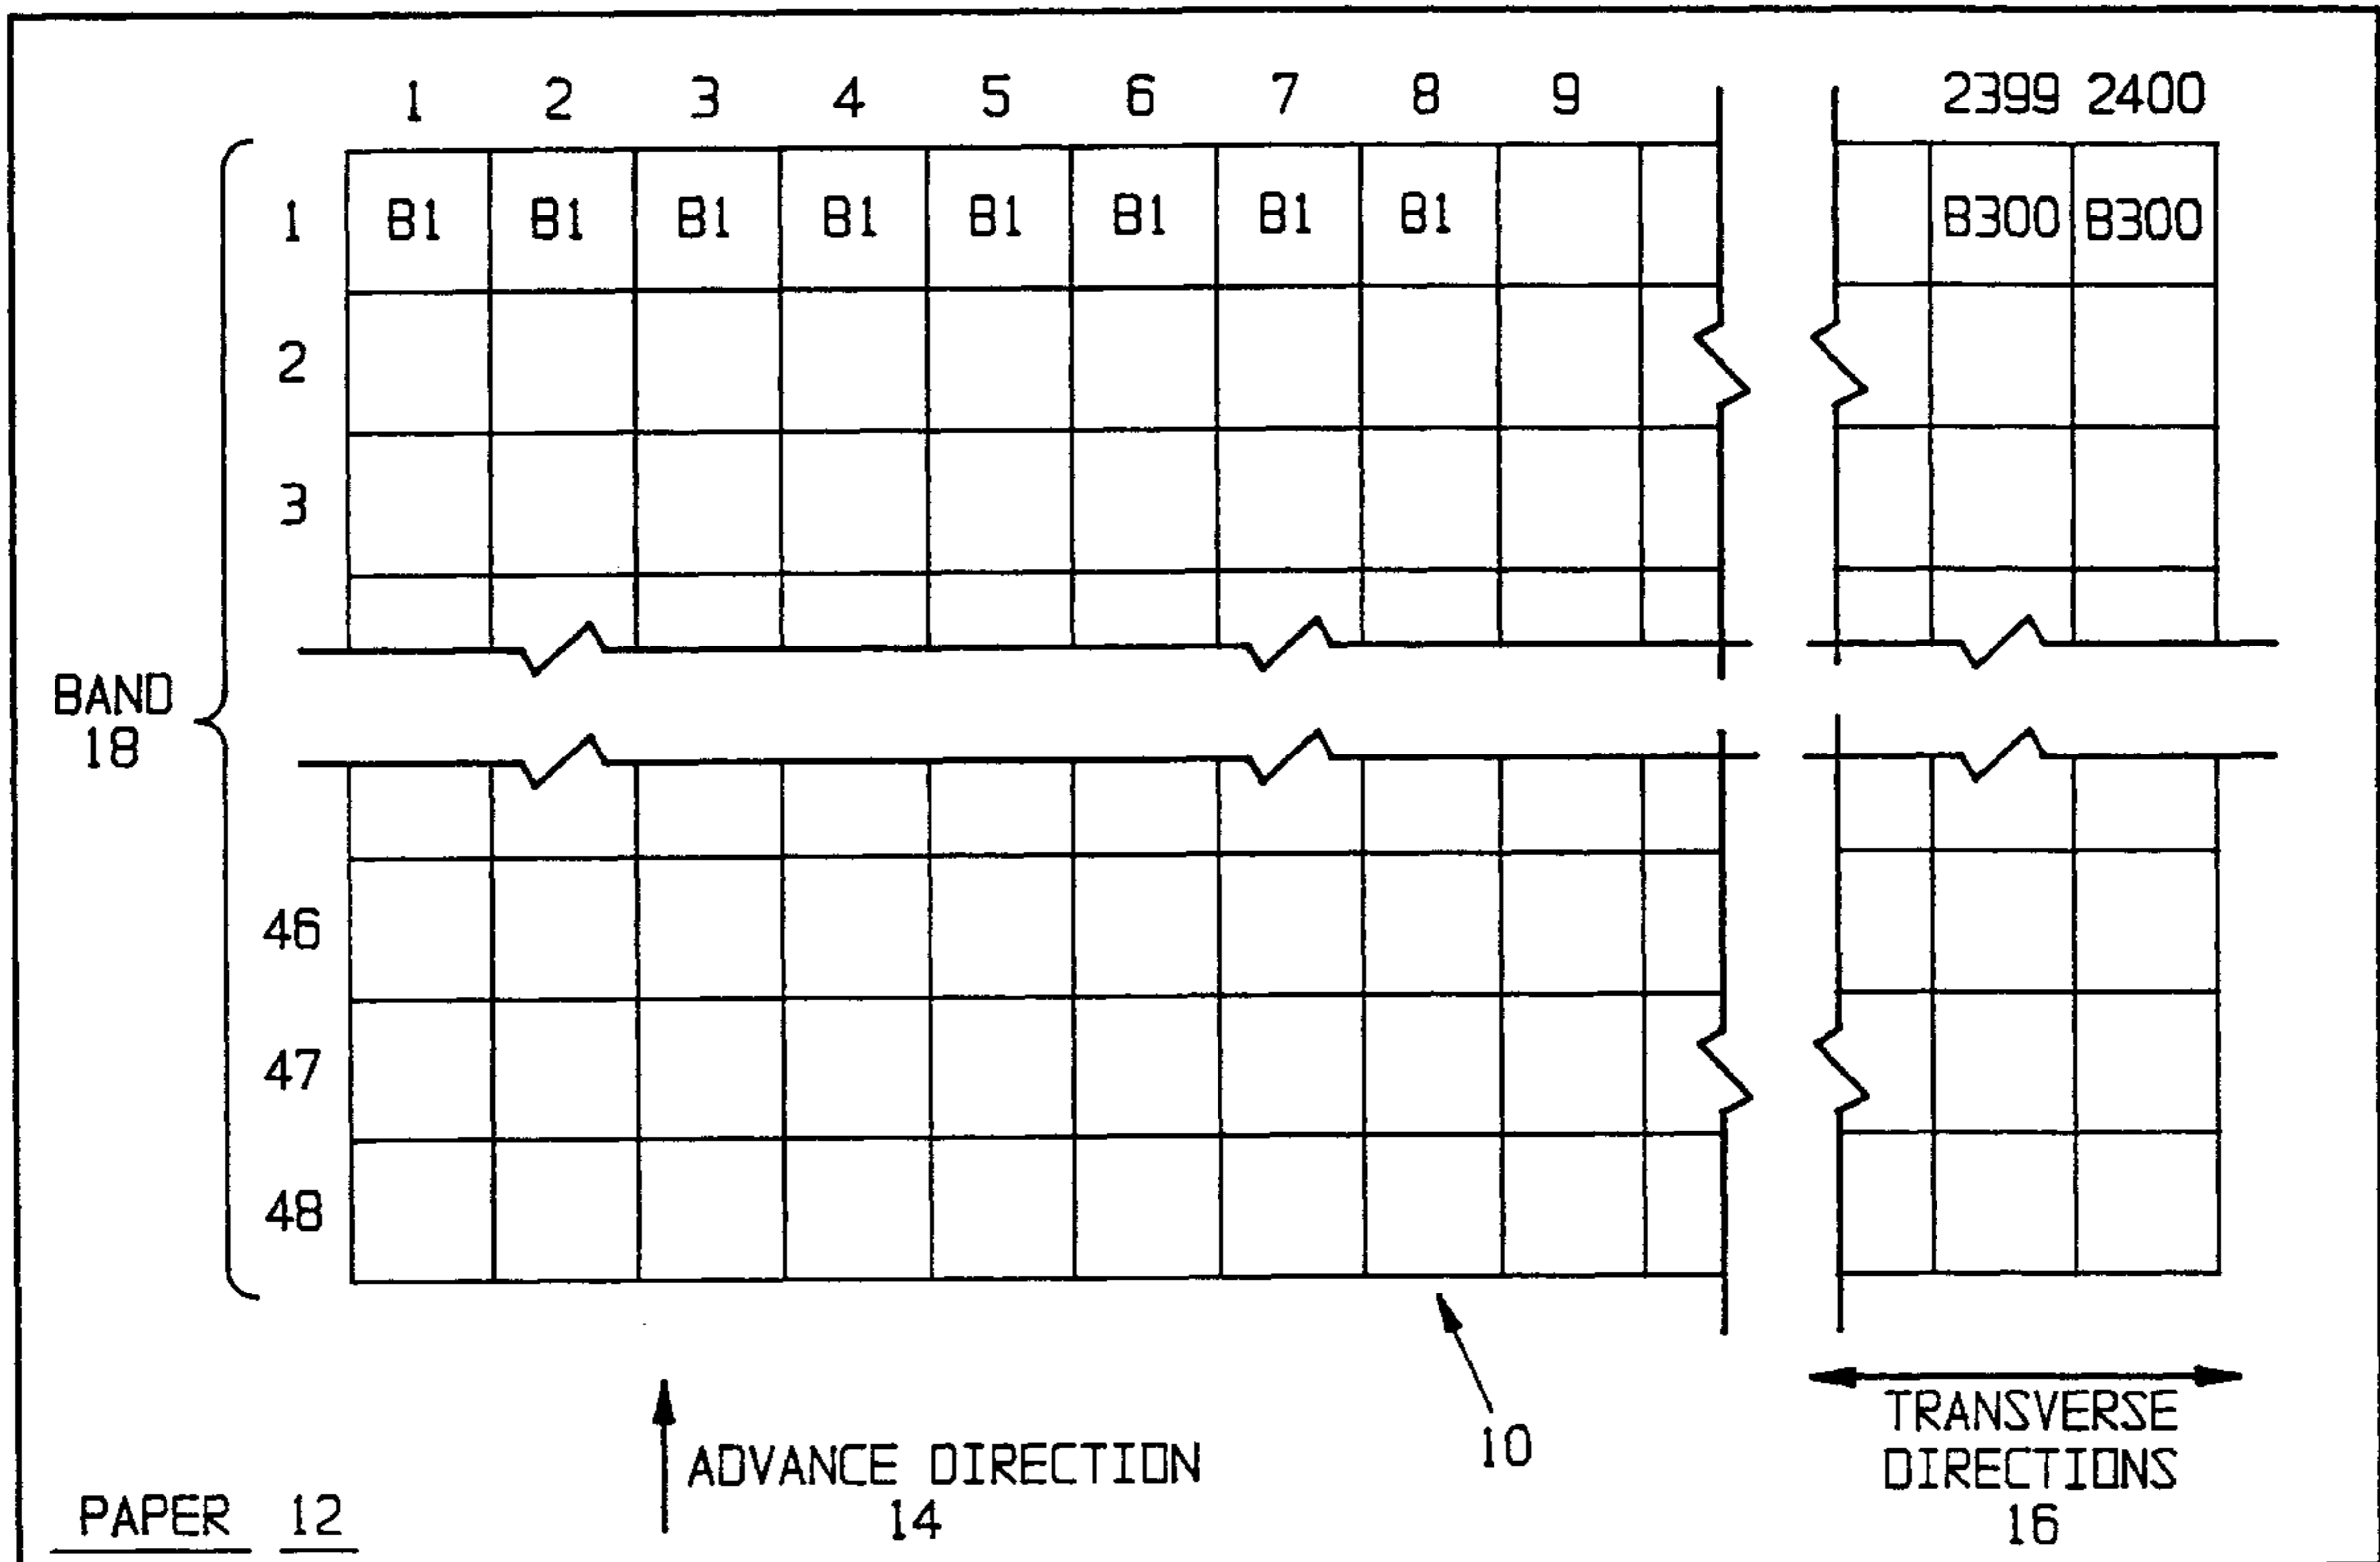 1 2 3 4 5 6 7 8 9 2399 2400
1 B1 B1 B1 B1 B1 B1 B1 B1 B300 B300
2
3
BAND
18
46
47
48
10
TRANSVERSE
DIRECTIONS
16
ADVANCE DIRECTION
14
PAPER 12